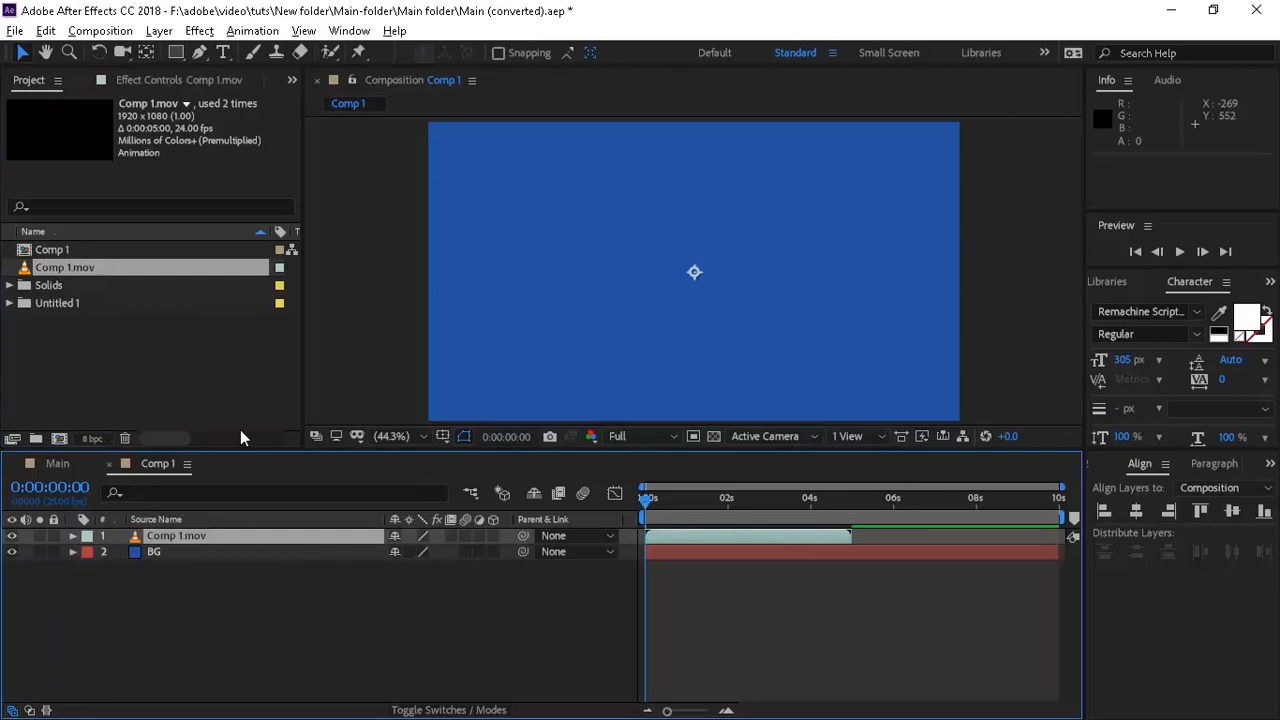 Ae Adobe After Effects CC 2018 - F:\adobe\video\tuts\New folder\Main-folder\Main folder\Main (converted).aep *
File Edit Composition Layer Effect Animation View Window Help
T Snapping Default Standard Small Screen Libraries Search Help
Project Effect Controls Comp 1.mov Composition Comp 1 Info Audio
Comp 1.mov , used 2 times
1920 x 1080 (1.00)
Δ 0:00:05:00, 24.00 fps
Millions of Colors+ (Premultiplied)
Animation
Comp 1
R : X : -269
G : Y : 552
B :
A : 0
Preview
Name T
Comp 1
Comp 1.mov
Solids
Untitled 1
Libraries Character
Remachine Script...
Regular
305 px Auto
Metrics 0
- px
100 % 100 %
8 bpc (44.3%) 0:00:00:00 Full Active Camera 1 View +0.0
Main Comp 1
Align Paragraph
0:00:00:00
00000 (25.00 fps)
:00s 02s 04s 06s 08s 10s
Align Layers to: Composition
# Source Name fx Parent & Link
1 Comp 1.mov None
2 BG None
Distribute Layers:
Toggle Switches / Modes